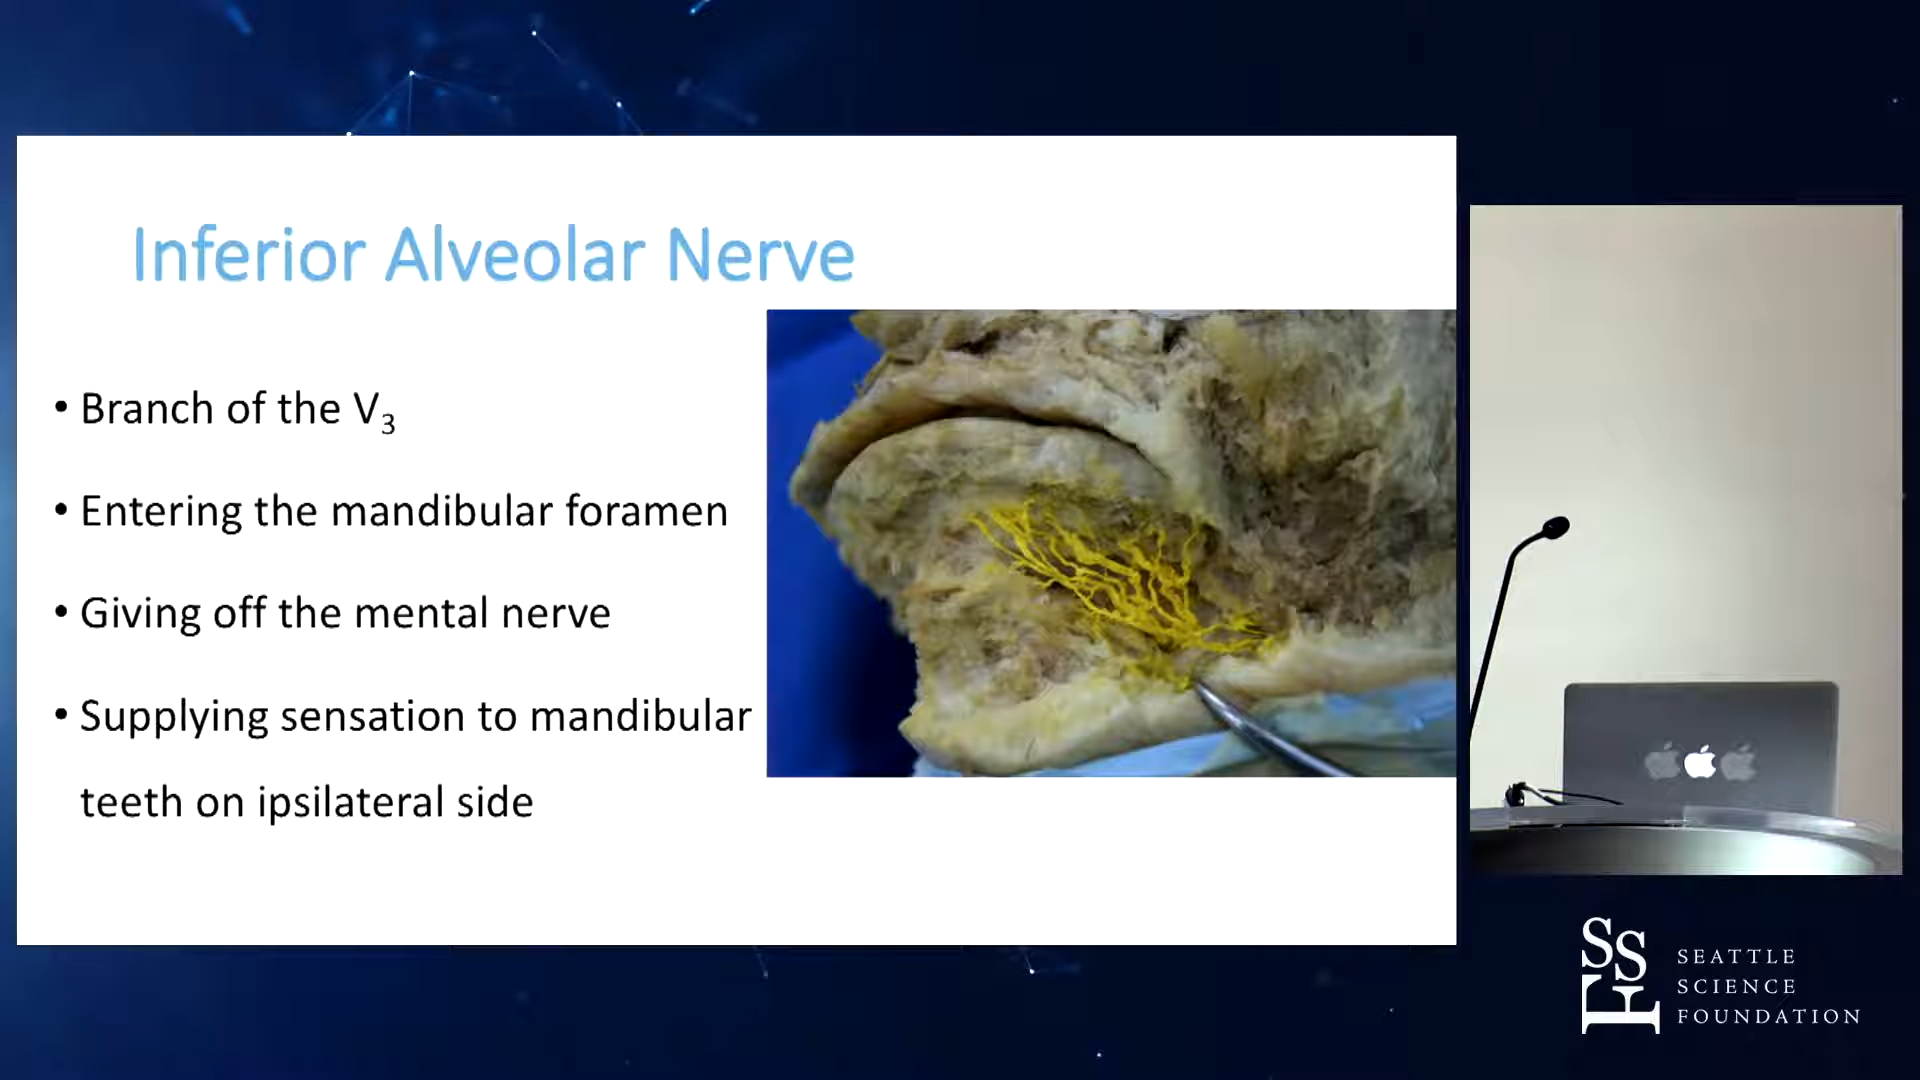 Inferior Alveolar Nerve
• Branch of the V₃
• Entering the mandibular foramen
• Giving off the mental nerve
• Supplying sensation to mandibular
teeth on ipsilateral side
SSF
SEATTLE
SCIENCE
FOUNDATION